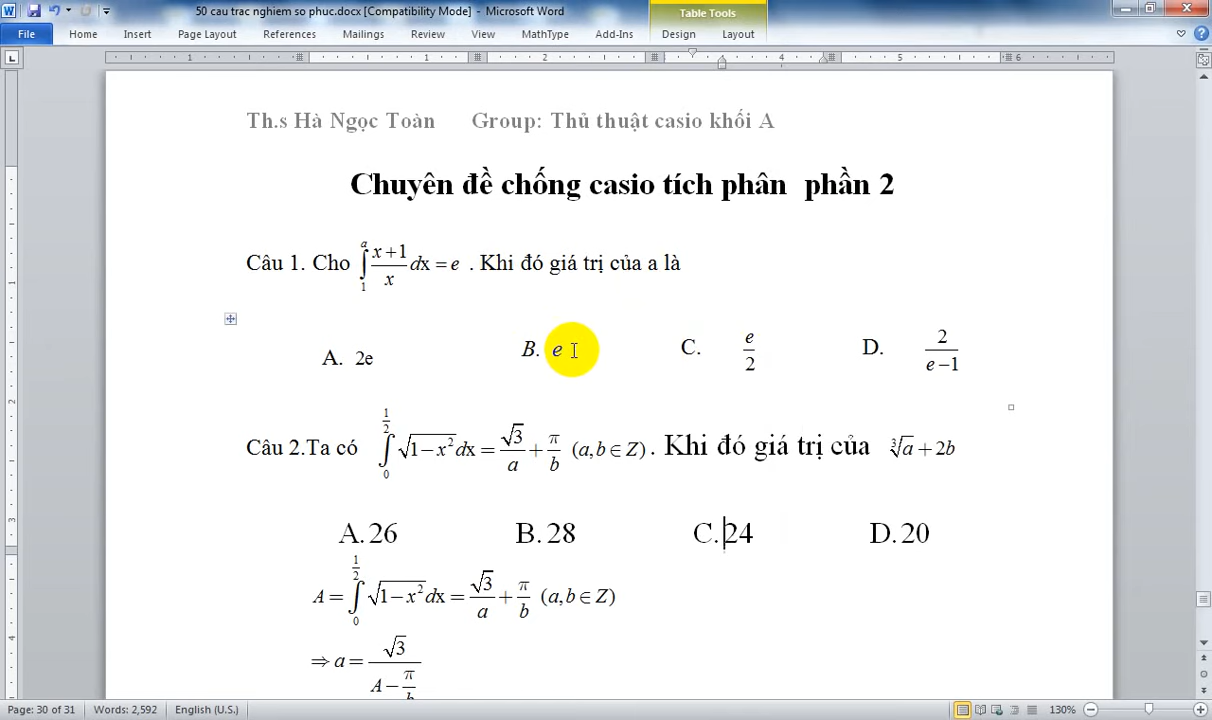 50 cau trac nghiem so phuc.docx [Compatibility Mode] - Microsoft Word
Table Tools
File Home Insert Page Layout References Mailings Review View MathType Add-Ins Design Layout
Th.s Hà Ngọc Toàn Group: Thủ thuật casio khối A
Chuyên đề chống casio tích phân phần 2
Câu 1. Cho ∫₁ᵃ (x+1)/x dx = e . Khi đó giá trị của a là
A. 2e B. e C. e/2 D. 2/(e−1)
Câu 2.Ta có ∫₀^(1/2) √(1−x²)dx = √3/a + π/b (a,b∈Z). Khi đó giá trị của ∛a + 2b
A. 26 B. 28 C. 24 D. 20
A = ∫₀^(1/2) √(1−x²)dx = √3/a + π/b (a,b∈Z)
⇒ a = √3/(A − π/b)
Page: 30 of 31 Words: 2,592 English (U.S.) 130%